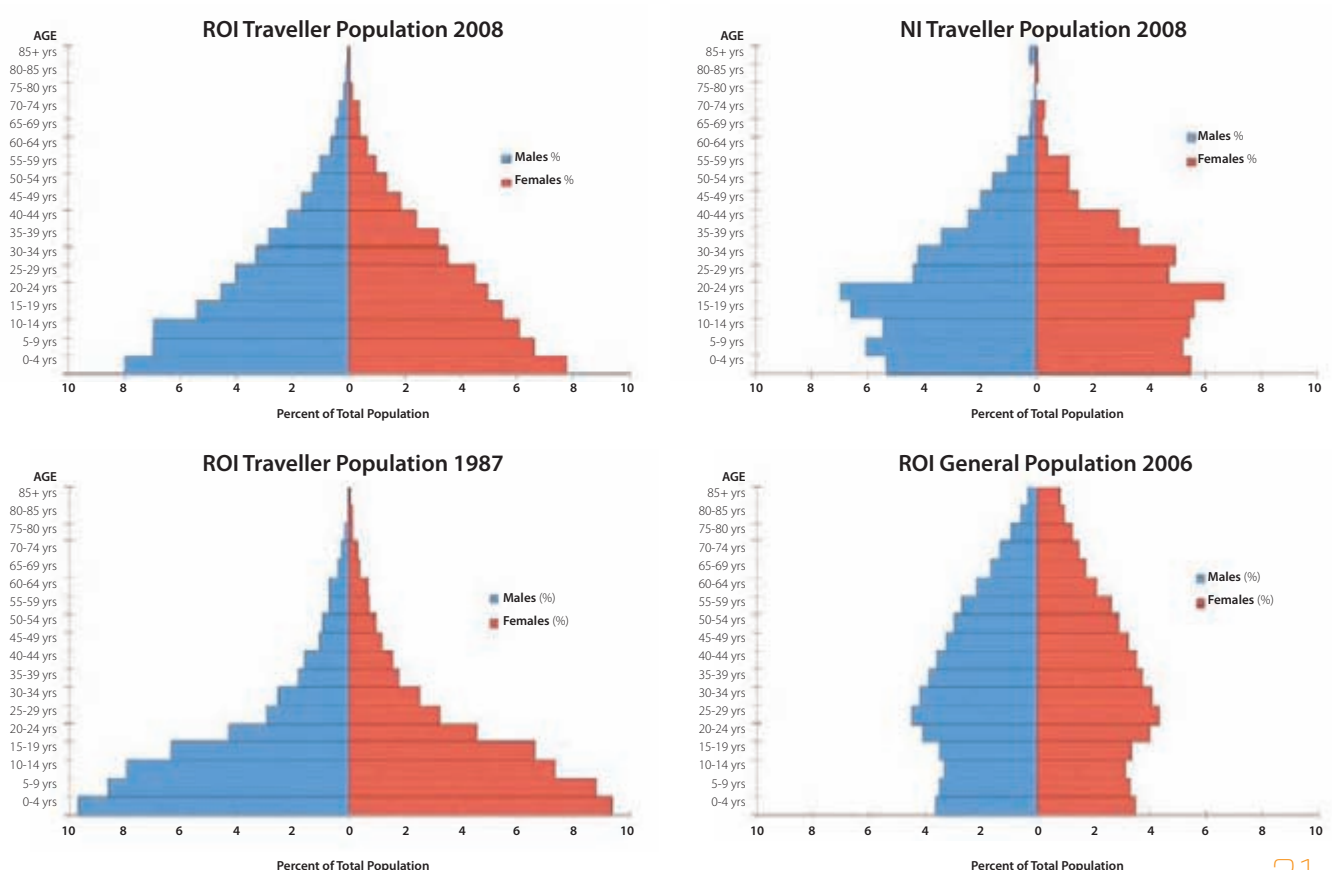 ROI Traveller Population 2008
AGE
85+ yrs
80-85 yrs
75-80 yrs
70-74 yrs
65-69 yrs
60-64 yrs
55-59 yrs
50-54 yrs
45-49 yrs
40-44 yrs
35-39 yrs
30-34 yrs
25-29 yrs
20-24 yrs
15-19 yrs
10-14 yrs
5-9 yrs
0-4 yrs
Males %
Females %
10 8 6 4 2 0 2 4 6 8 10
Percent of Total Population
NI Traveller Population 2008
AGE
85+ yrs
80-85 yrs
75-80 yrs
70-74 yrs
65-69 yrs
60-64 yrs
55-59 yrs
50-54 yrs
45-49 yrs
40-44 yrs
35-39 yrs
30-34 yrs
25-29 yrs
20-24 yrs
15-19 yrs
10-14 yrs
5-9 yrs
0-4 yrs
Males %
Females %
10 8 6 4 2 0 2 4 6 8 10
Percent of Total Population
ROI Traveller Population 1987
AGE
85+ yrs
80-85 yrs
75-80 yrs
70-74 yrs
65-69 yrs
60-64 yrs
55-59 yrs
50-54 yrs
45-49 yrs
40-44 yrs
35-39 yrs
30-34 yrs
25-29 yrs
20-24 yrs
15-19 yrs
10-14 yrs
5-9 yrs
0-4 yrs
Males (%)
Females (%)
10 8 6 4 2 0 2 4 6 8 10
Percent of Total Population
ROI General Population 2006
AGE
85+ yrs
80-85 yrs
75-80 yrs
70-74 yrs
65-69 yrs
60-64 yrs
55-59 yrs
50-54 yrs
45-49 yrs
40-44 yrs
35-39 yrs
30-34 yrs
25-29 yrs
20-24 yrs
15-19 yrs
10-14 yrs
5-9 yrs
0-4 yrs
Males (%)
Females (%)
10 8 6 4 2 0 2 4 6 8 10
Percent of Total Population